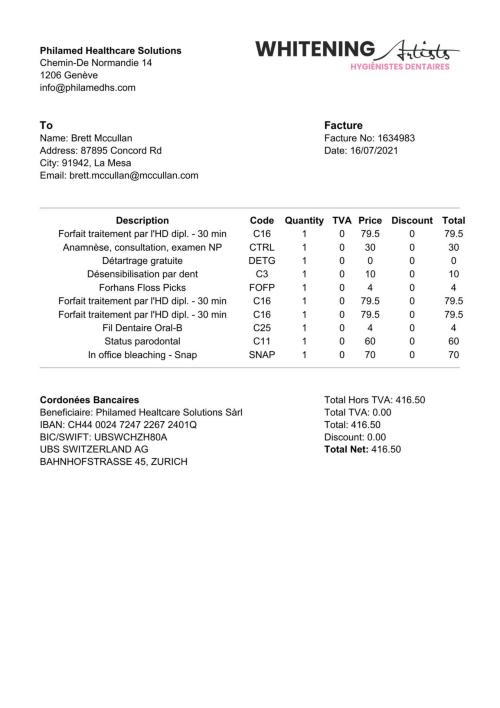 Philamed Healthcare Solutions
Chemin-De Normandie 14
1206 Genève
info@philamedhs.com
WHITENING Artists
HYGIÉNISTES DENTAIRES
To
Name: Brett Mccullan
Address: 87895 Concord Rd
City: 91942, La Mesa
Email: brett.mccullan@mccullan.com
Facture
Facture No: 1634983
Date: 16/07/2021
Description Code Quantity TVA Price Discount Total
Forfait traitement par l'HD dipl. - 30 min C16 1 0 79.5 0 79.5
Anamnèse, consultation, examen NP CTRL 1 0 30 0 30
Détartrage gratuite DETG 1 0 0 0 0
Désensibilisation par dent C3 1 0 10 0 10
Forhans Floss Picks FOFP 1 0 4 0 4
Forfait traitement par l'HD dipl. - 30 min C16 1 0 79.5 0 79.5
Forfait traitement par l'HD dipl. - 30 min C16 1 0 79.5 0 79.5
Fil Dentaire Oral-B C25 1 0 4 0 4
Status parodontal C11 1 0 60 0 60
In office bleaching - Snap SNAP 1 0 70 0 70
Cordonées Bancaires
Beneficiaire: Philamed Healtcare Solutions Sàrl
IBAN: CH44 0024 7247 2267 2401Q
BIC/SWIFT: UBSWCHZH80A
UBS SWITZERLAND AG
BAHNHOFSTRASSE 45, ZURICH
Total Hors TVA: 416.50
Total TVA: 0.00
Total: 416.50
Discount: 0.00
Total Net: 416.50